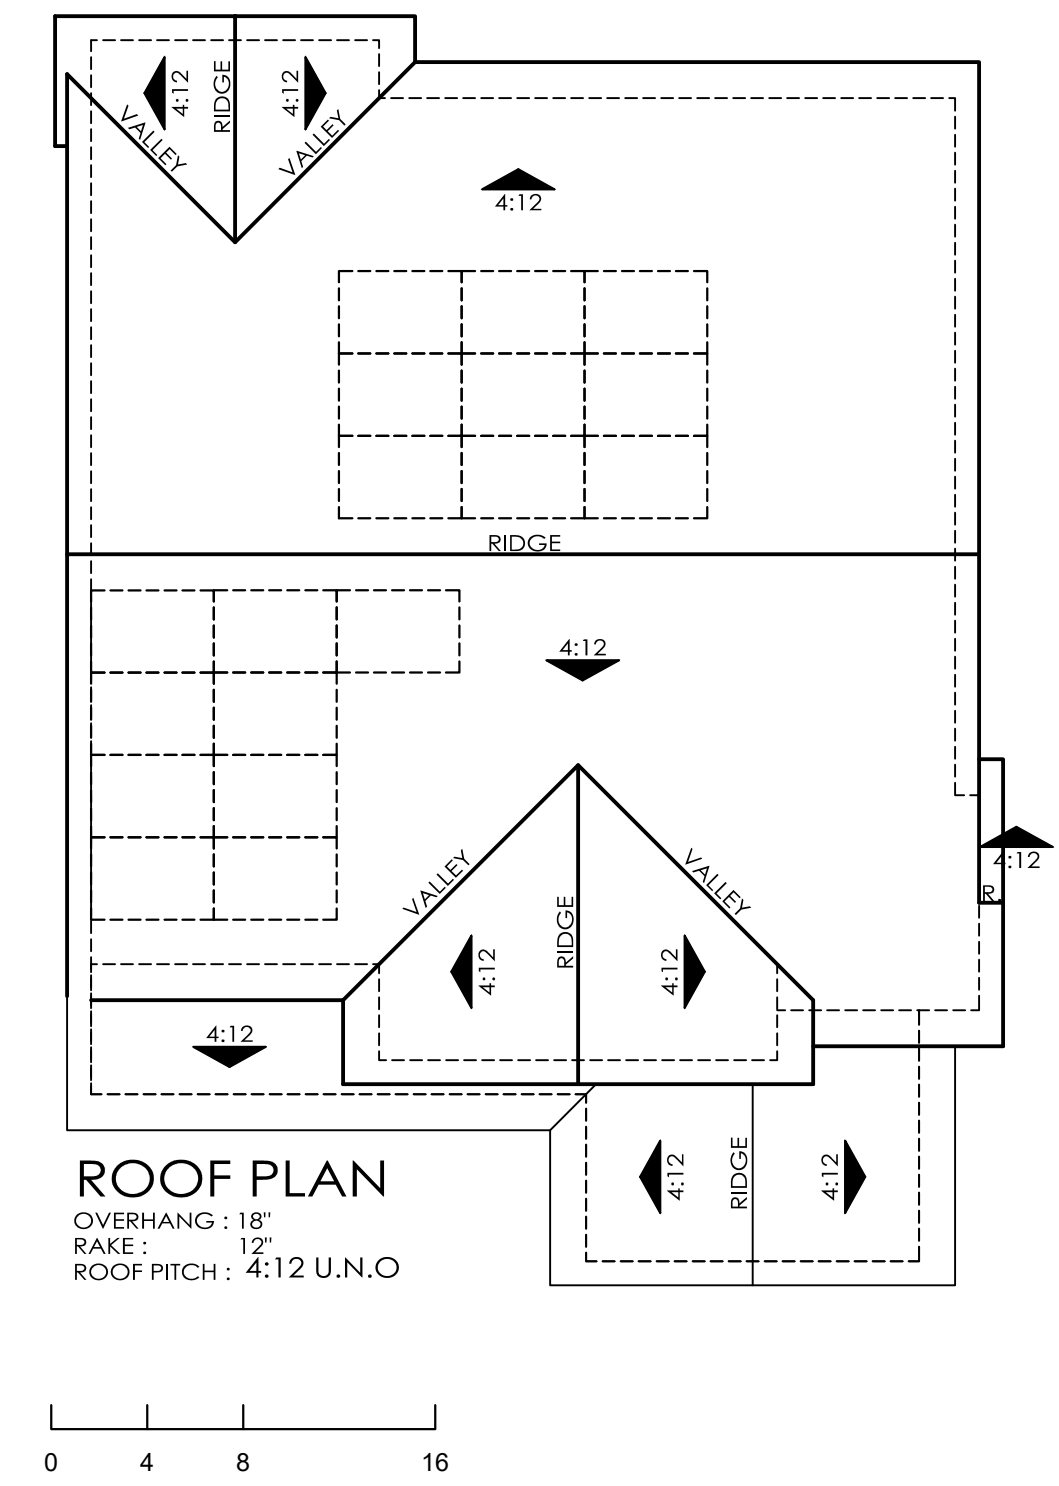 4:12
RIDGE
4:12
VALLEY
VALLEY
4:12
RIDGE
4:12
4:12
R.
VALLEY
VALLEY
RIDGE
4:12
4:12
4:12
4:12
RIDGE
4:12
ROOF PLAN
OVERHANG : 18"
RAKE : 12"
ROOF PITCH : 4:12 U.N.O
0 4 8 16